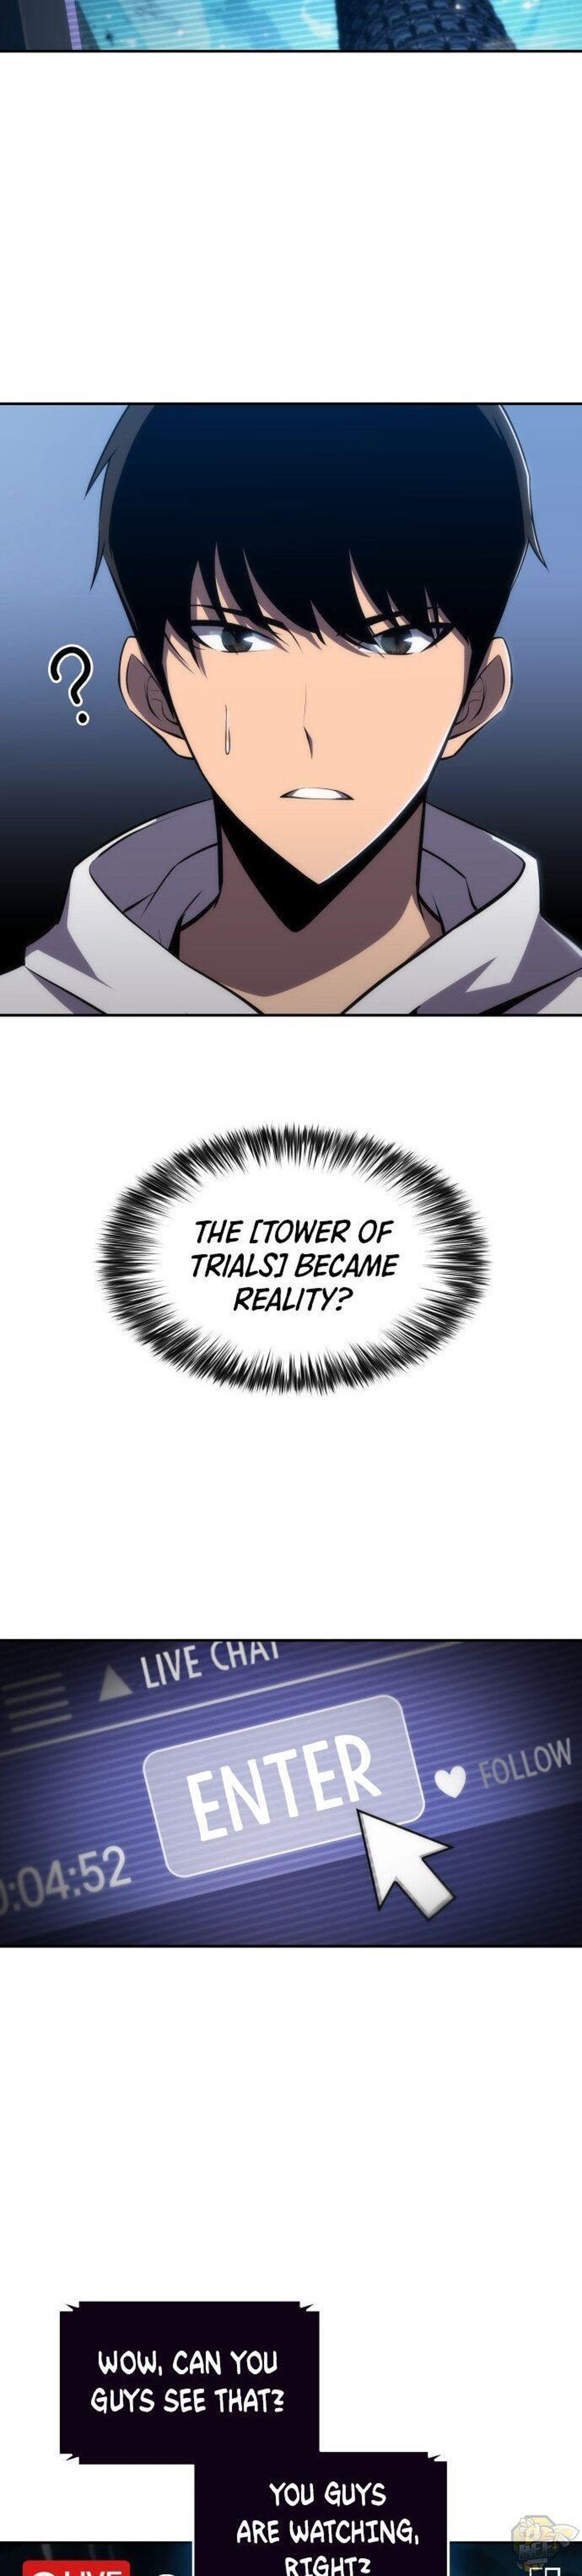 ?
THE [TOWER OF
TRIALS] BECAME
REALITY?
LIVE CHAT
ENTER
FOLLOW
:04:52
WOW, CAN YOU
GUYS SEE THAT?
YOU GUYS
ARE WATCHING,
RIGHT?
LIVE